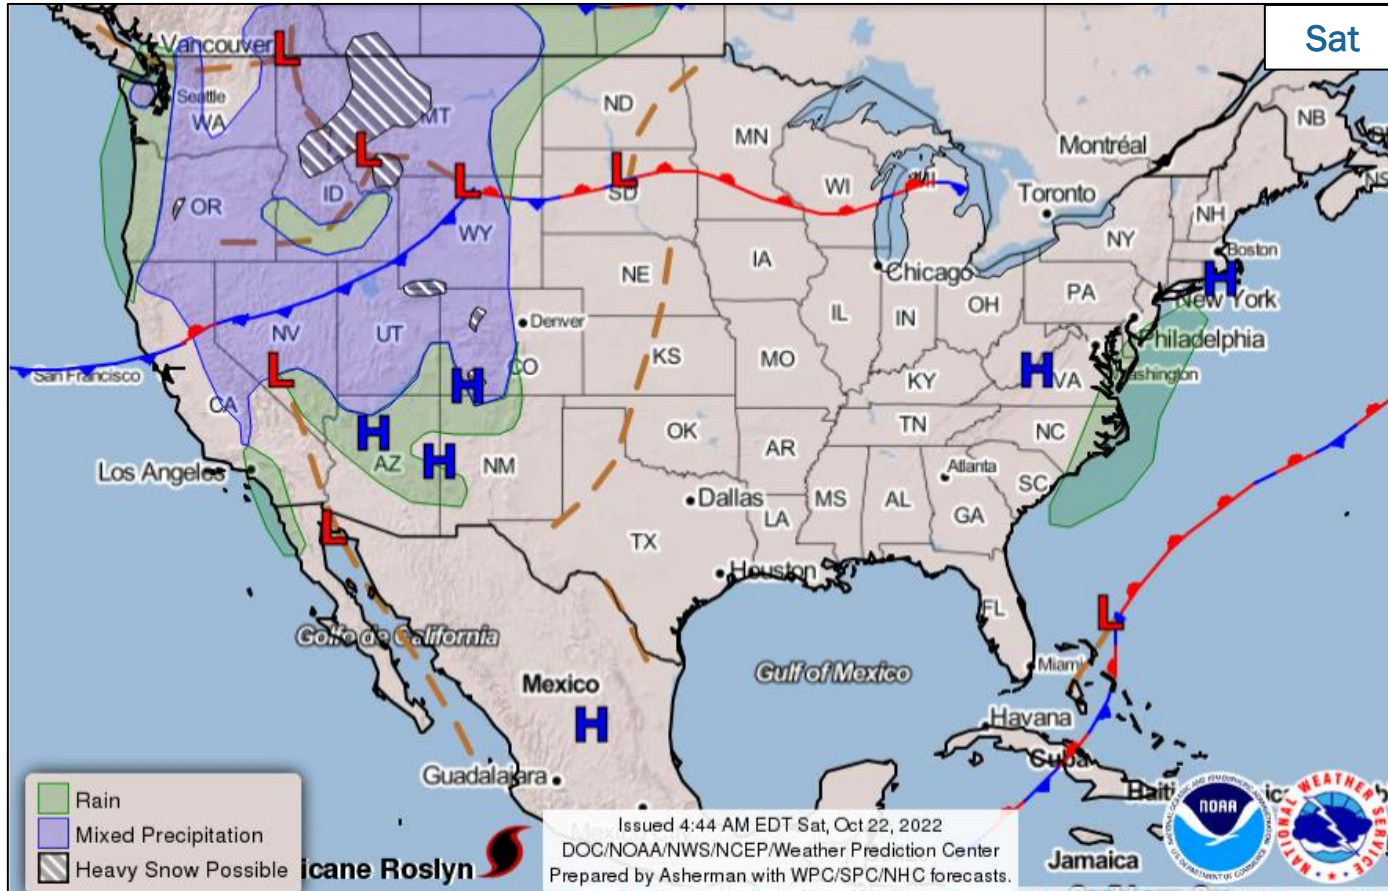 Sat
Vancouver
L
NB
Seattle
WA
MT
ND
MN
Montréal
NS
L
L
L
OR
ID
SD
WI
MI
Toronto
NH
WY
NY
Boston
IA
H
NE
Chicago
PA
New York
NV
UT
Denver
IL
IN
OH
Philadelphia
San Francisco
L
CO
KS
MO
H
VA
Washington
H
KY
CA
TN
H
AZ
H
NM
OK
AR
NC
Los Angeles
Atlanta
SC
Dallas
MS
AL
GA
LA
L
TX
Houston
FL
L
Golfo de California
Miami
Gulf of Mexico
Mexico
H
Havana
Cuba
Guadalajara
Haiti
Rain
Mixed Precipitation
Heavy Snow Possible
icane Roslyn
Issued 4:44 AM EDT Sat, Oct 22, 2022
DOC/NOAA/NWS/NCEP/Weather Prediction Center
Prepared by Asherman with WPC/SPC/NHC forecasts.
Jamaica
NOAA
NATIONAL WEATHER SERVICE